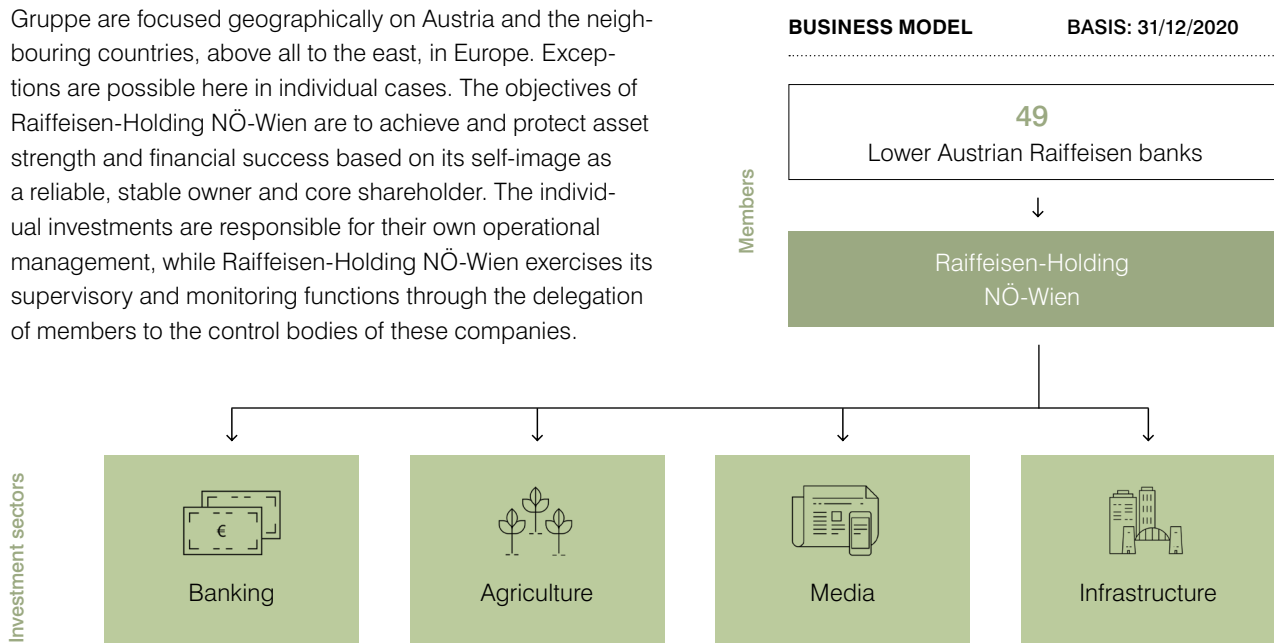 Gruppe are focused geographically on Austria and the neigh-
bouring countries, above all to the east, in Europe. Excep-
tions are possible here in individual cases. The objectives of
Raiffeisen-Holding NÖ-Wien are to achieve and protect asset
strength and financial success based on its self-image as
a reliable, stable owner and core shareholder. The individ-
ual investments are responsible for their own operational
management, while Raiffeisen-Holding NÖ-Wien exercises its
supervisory and monitoring functions through the delegation
of members to the control bodies of these companies.
BUSINESS MODEL BASIS: 31/12/2020
Members
49
Lower Austrian Raiffeisen banks
Raiffeisen-Holding
NÖ-Wien
Investment sectors
€
Banking
Agriculture
Media
Infrastructure